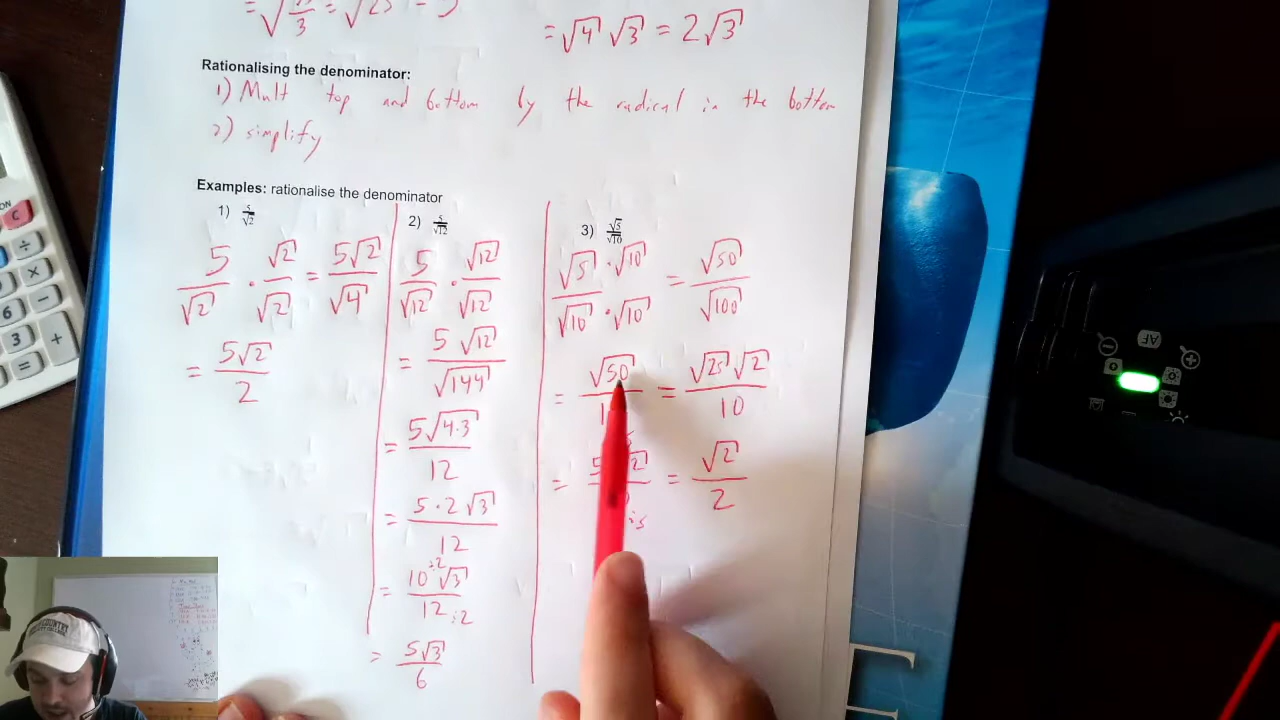 = √4 √3 = 2√3
Rationalising the denominator:
1) Mult top and bottom by the radical in the bottom
2) simplify
Examples: rationalise the denominator
1) 5/√2
5/√2 · √2/√2 = 5√2/√4
= 5√2/2
2) 5/√12
5/√12 · √12/√12
= 5√12/√144
= 5√4·3/12
= 5·2√3/12
= 10÷2√3/12÷2
= 5√3/6
3) √5/√10
√5·√10/√10·√10 = √50/√100
= √50/ = √25√2/10
= = √2/2
C
÷
×
−
6
3
+
=
AF